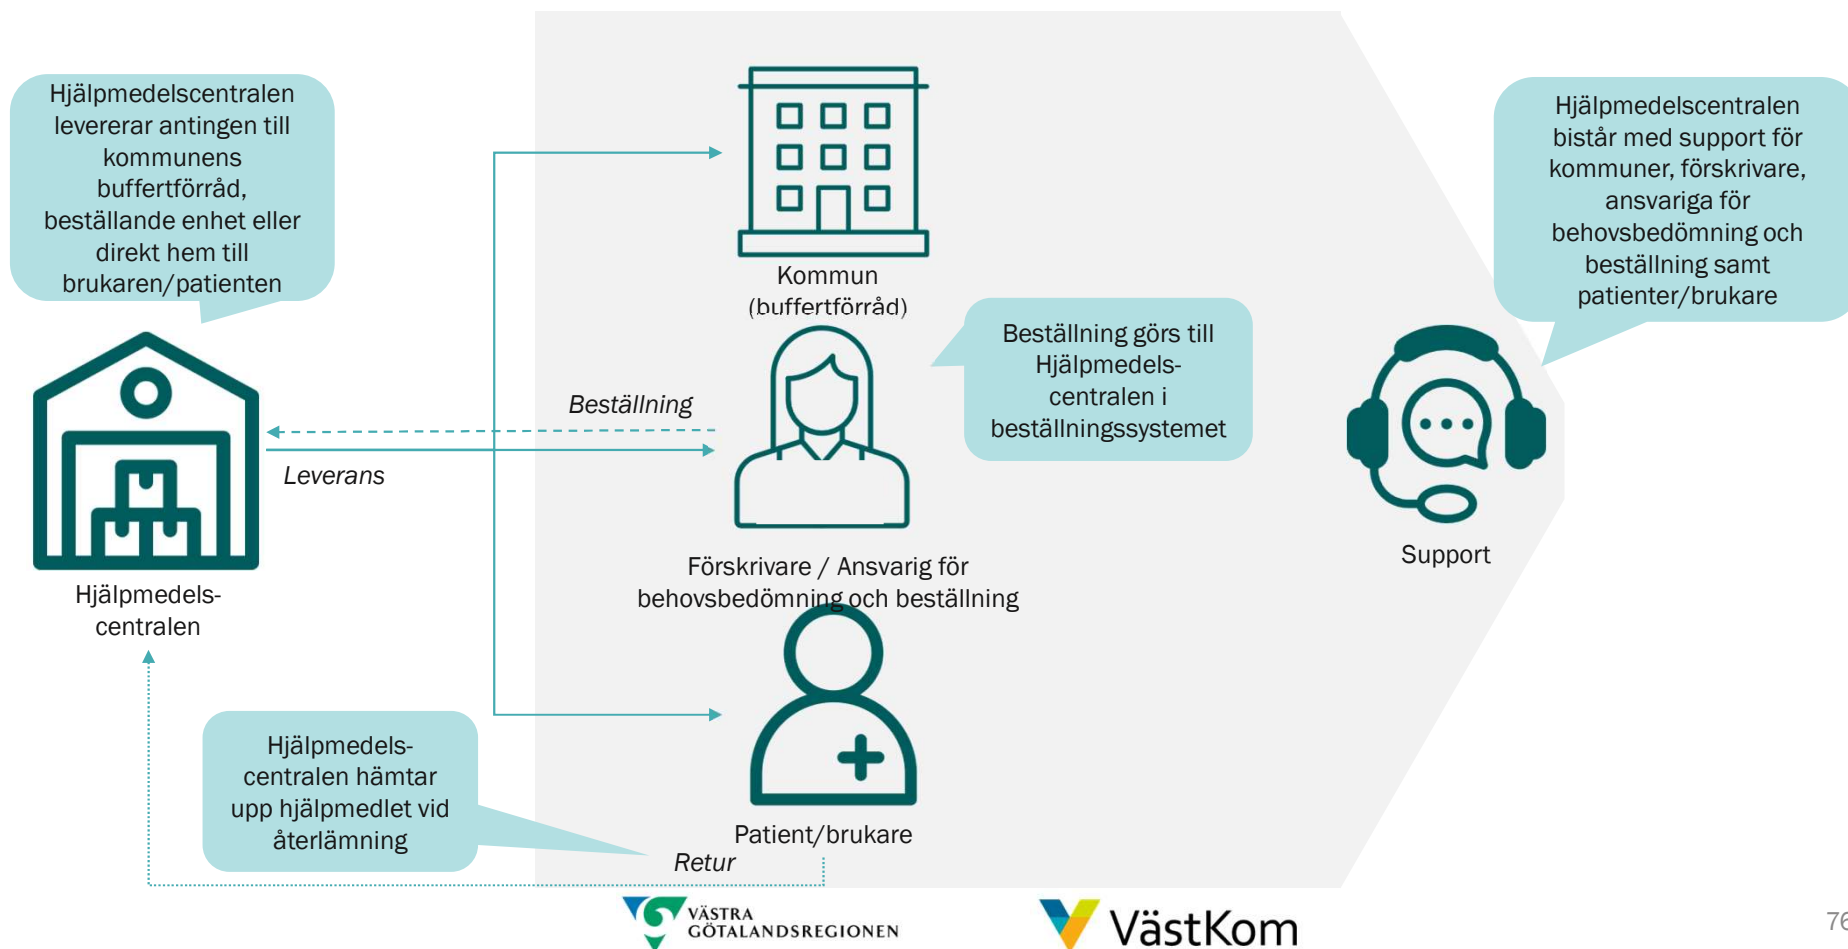 Hjälpmedelscentralen
levererar antingen till
kommunens
buffertförråd,
beställande enhet eller
direkt hem till
brukaren/patienten
Hjälpmedels-
centralen
Beställning
Leverans
Kommun
(buffertförråd)
Beställning görs till
Hjälpmedels-
centralen i
beställningssystemet
Förskrivare / Ansvarig för
behovsbedömning och beställning
Hjälpmedelscentralen
bistår med support för
kommuner, förskrivare,
ansvariga för
behovsbedömning och
beställning samt
patienter/brukare
Support
Hjälpmedels-
centralen hämtar
upp hjälpmedlet vid
återlämning
Patient/brukare
Retur
VÄSTRA
GÖTALANDSREGIONEN
VästKom
76